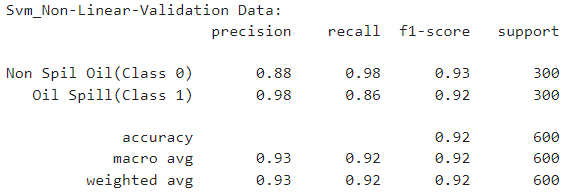 Svm_Non-Linear-Validation Data:
precision recall f1-score support
Non Spil Oil(Class 0) 0.88 0.98 0.93 300
Oil Spill(Class 1) 0.98 0.86 0.92 300
accuracy 0.92 600
macro avg 0.93 0.92 0.92 600
weighted avg 0.93 0.92 0.92 600